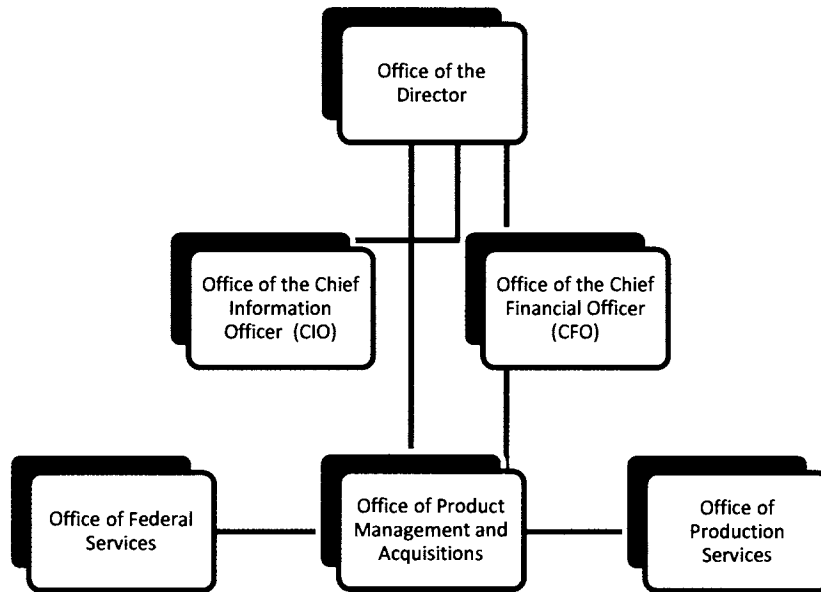 Office of the
Director
Office of the Chief
Information
Officer (CIO)
Office of the Chief
Financial Officer
(CFO)
Office of Federal
Services
Office of Product
Management and
Acquisitions
Office of
Production
Services